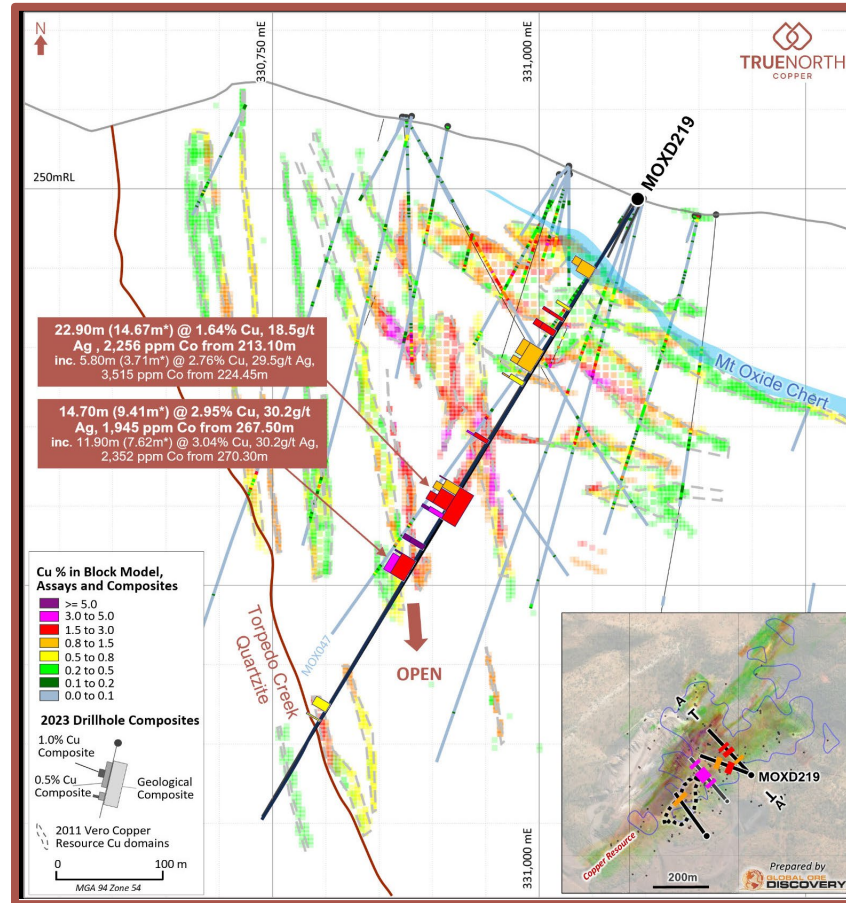 N
330,750 mE
331,000 mE
TRUENORTH
COPPER
MOXD219
250mRL
22.90m (14.67m*) @ 1.64% Cu, 18.5g/t
Ag , 2,256 ppm Co from 213.10m
inc. 5.80m (3.71m*) @ 2.76% Cu, 29.5g/t Ag,
3,515 ppm Co from 224.45m
Mt Oxide Chert
14.70m (9.41m*) @ 2.95% Cu, 30.2g/t
Ag, 1,945 ppm Co from 267.50m
inc. 11.90m (7.62m*) @ 3.04% Cu, 30.2g/t Ag,
2,352 ppm Co from 270.30m
Cu % in Block Model,
Assays and Composites
>= 5.0
3.0 to 5.0
1.5 to 3.0
0.8 to 1.5
0.5 to 0.8
0.2 to 0.5
0.1 to 0.2
0.0 to 0.1
2023 Drillhole Composites
1.0% Cu
Composite
0.5% Cu
Composite
Geological
Composite
2011 Vero Copper
Resource Cu domains
0 100 m
MGA 94 Zone 54
Torpedo Creek
Quartzite
MOX047
OPEN
331,000 mE
A
MOXD219
A'
Copper Resource
200m
Prepared by
GLOBAL ORE
DISCOVERY